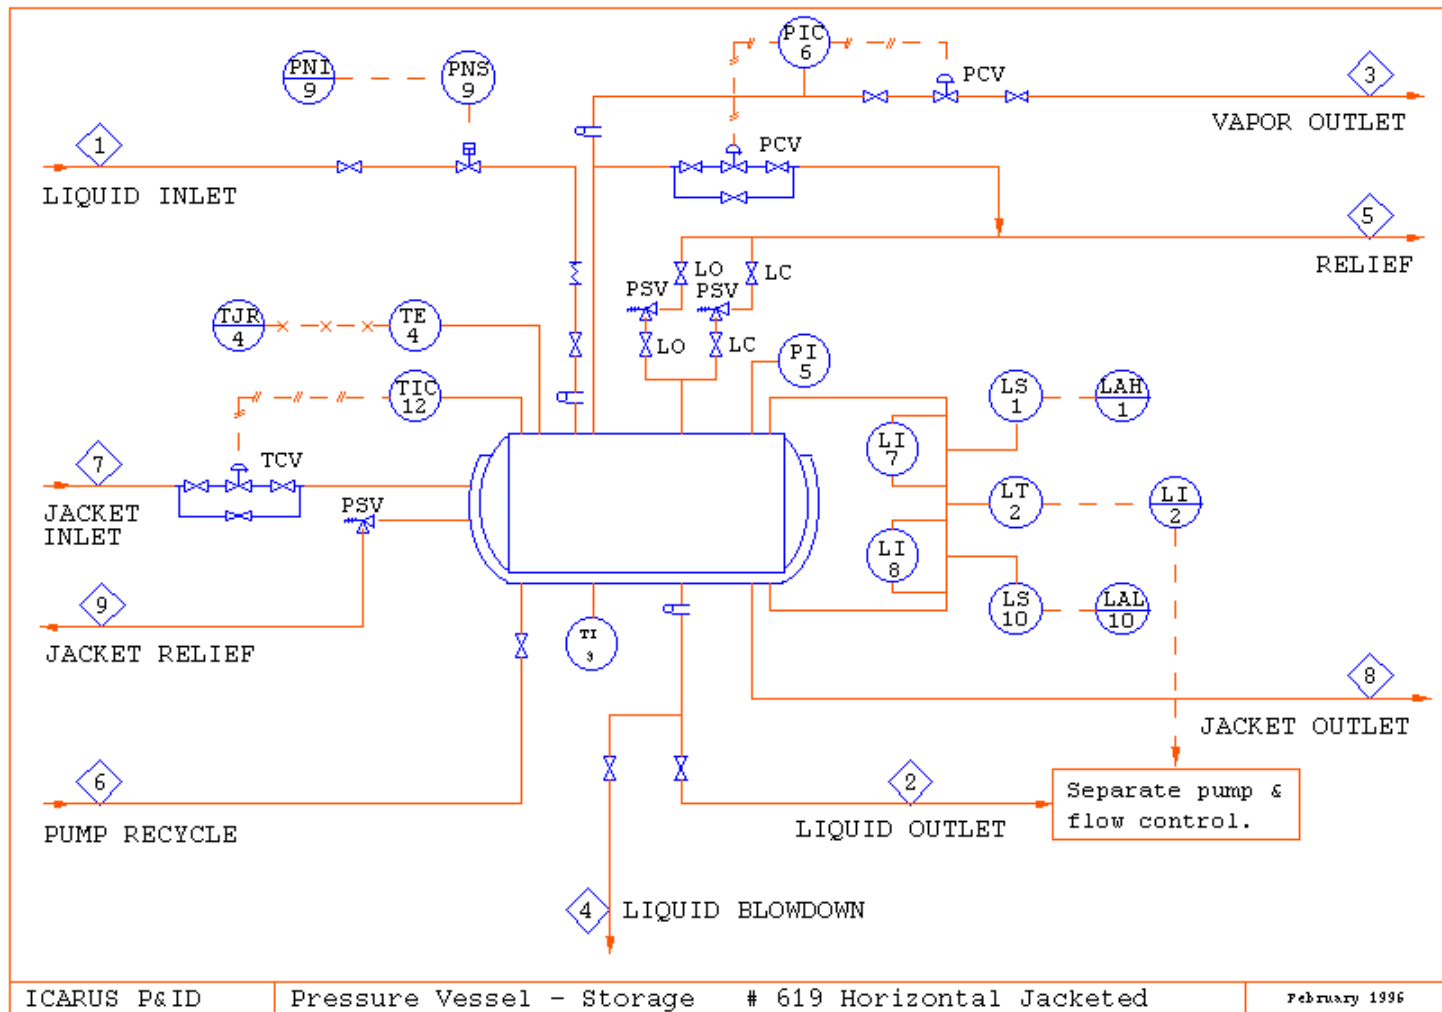 PIC
6
PNI
9
PNS
9
PCV
3
VAPOR OUTLET
1
LIQUID INLET
PCV
5
RELIEF
LO
LC
PSV
PSV
LO
LC
TJR
4
TE
4
PI
5
TIC
12
LS
1
LAH
1
LI
7
7
TCV
JACKET
INLET
PSV
LT
2
LI
2
LI
8
LS
10
LAL
10
9
JACKET RELIEF
TI
3
8
JACKET OUTLET
6
PUMP RECYCLE
2
LIQUID OUTLET
Separate pump &
flow control.
4
LIQUID BLOWDOWN
ICARUS P&ID
Pressure Vessel – Storage # 619 Horizontal Jacketed
February 1996